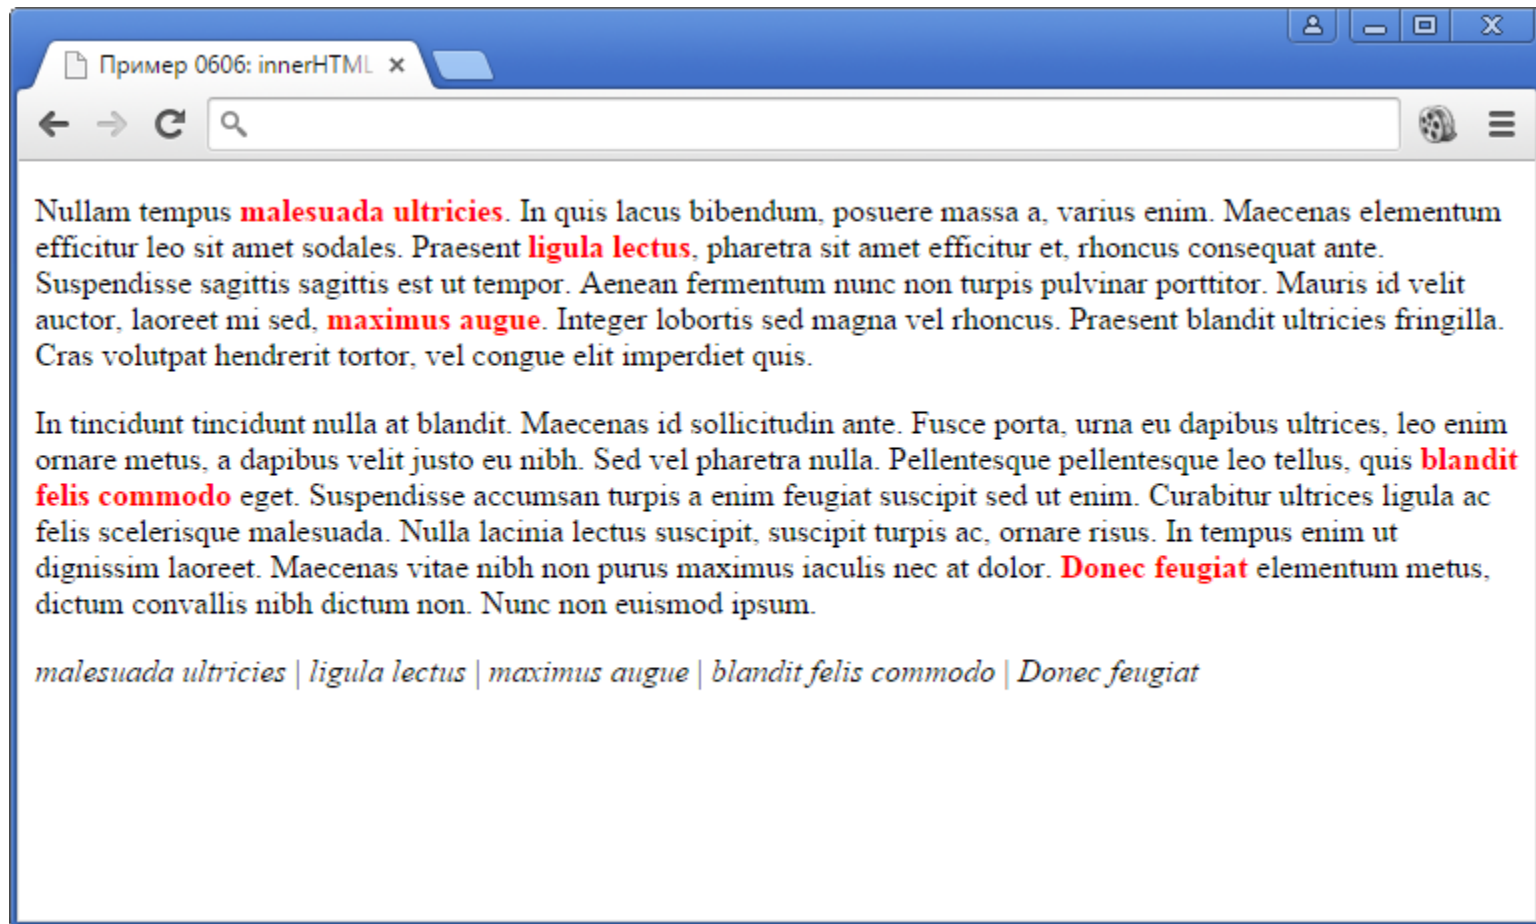 Пример 0606: innerHTML
Nullam tempus malesuada ultricies. In quis lacus bibendum, posuere massa a, varius enim. Maecenas elementum
efficitur leo sit amet sodales. Praesent ligula lectus, pharetra sit amet efficitur et, rhoncus consequat ante.
Suspendisse sagittis sagittis est ut tempor. Aenean fermentum nunc non turpis pulvinar porttitor. Mauris id velit
auctor, laoreet mi sed, maximus augue. Integer lobortis sed magna vel rhoncus. Praesent blandit ultricies fringilla.
Cras volutpat hendrerit tortor, vel congue elit imperdiet quis.
In tincidunt tincidunt nulla at blandit. Maecenas id sollicitudin ante. Fusce porta, urna eu dapibus ultrices, leo enim
ornare metus, a dapibus velit justo eu nibh. Sed vel pharetra nulla. Pellentesque pellentesque leo tellus, quis blandit
felis commodo eget. Suspendisse accumsan turpis a enim feugiat suscipit sed ut enim. Curabitur ultrices ligula ac
felis scelerisque malesuada. Nulla lacinia lectus suscipit, suscipit turpis ac, ornare risus. In tempus enim ut
dignissim laoreet. Maecenas vitae nibh non purus maximus iaculis nec at dolor. Donec feugiat elementum metus,
dictum convallis nibh dictum non. Nunc non euismod ipsum.
malesuada ultricies | ligula lectus | maximus augue | blandit felis commodo | Donec feugiat